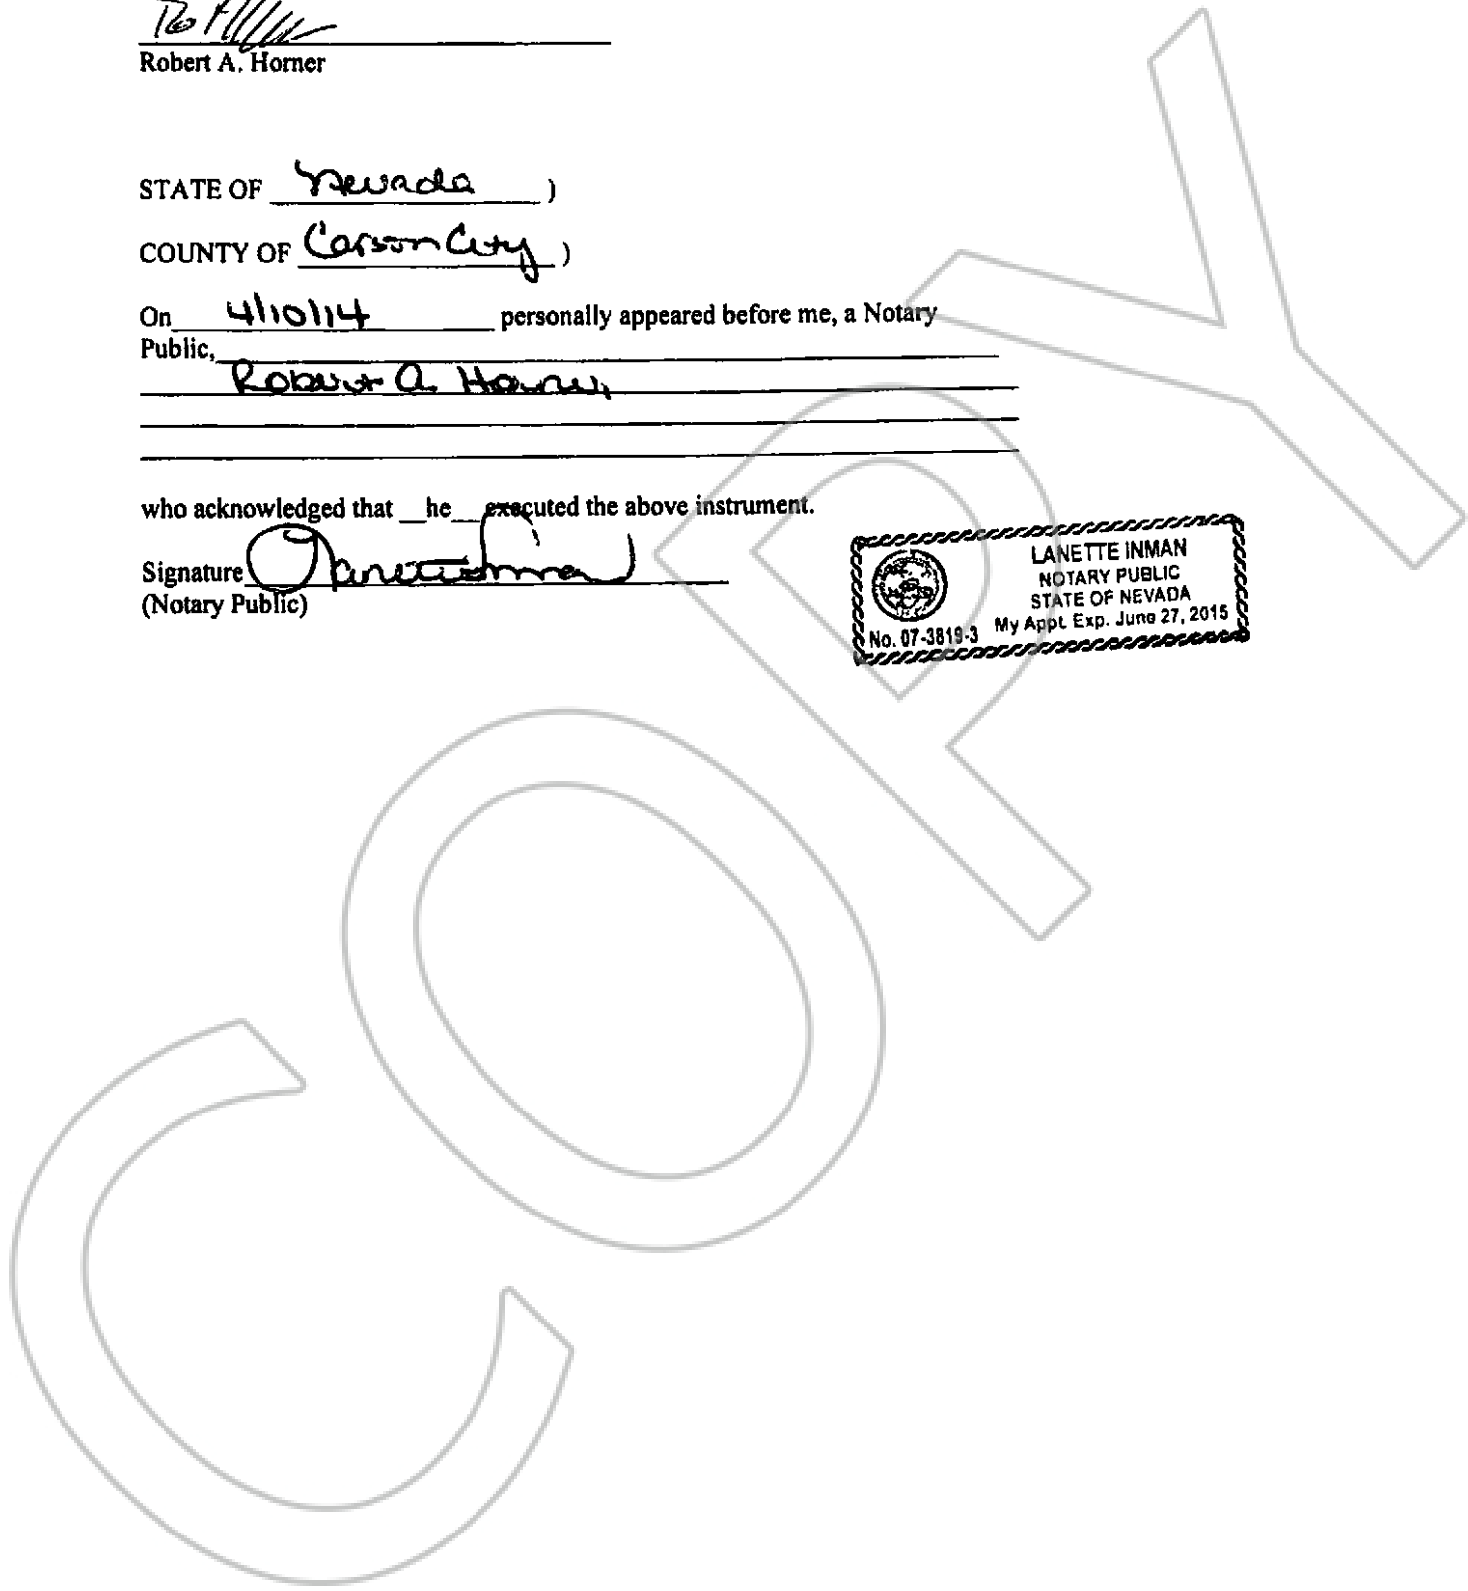 Robert A. Horner
STATE OF Nevada )
COUNTY OF Carson City )
On 4/10/14 personally appeared before me, a Notary
Public,
Robert A. Horner
who acknowledged that __he__ executed the above instrument.
Signature
(Notary Public)
LANETTE INMAN
NOTARY PUBLIC
STATE OF NEVADA
No. 07-3819-3 My Appt. Exp. June 27, 2015
COPY